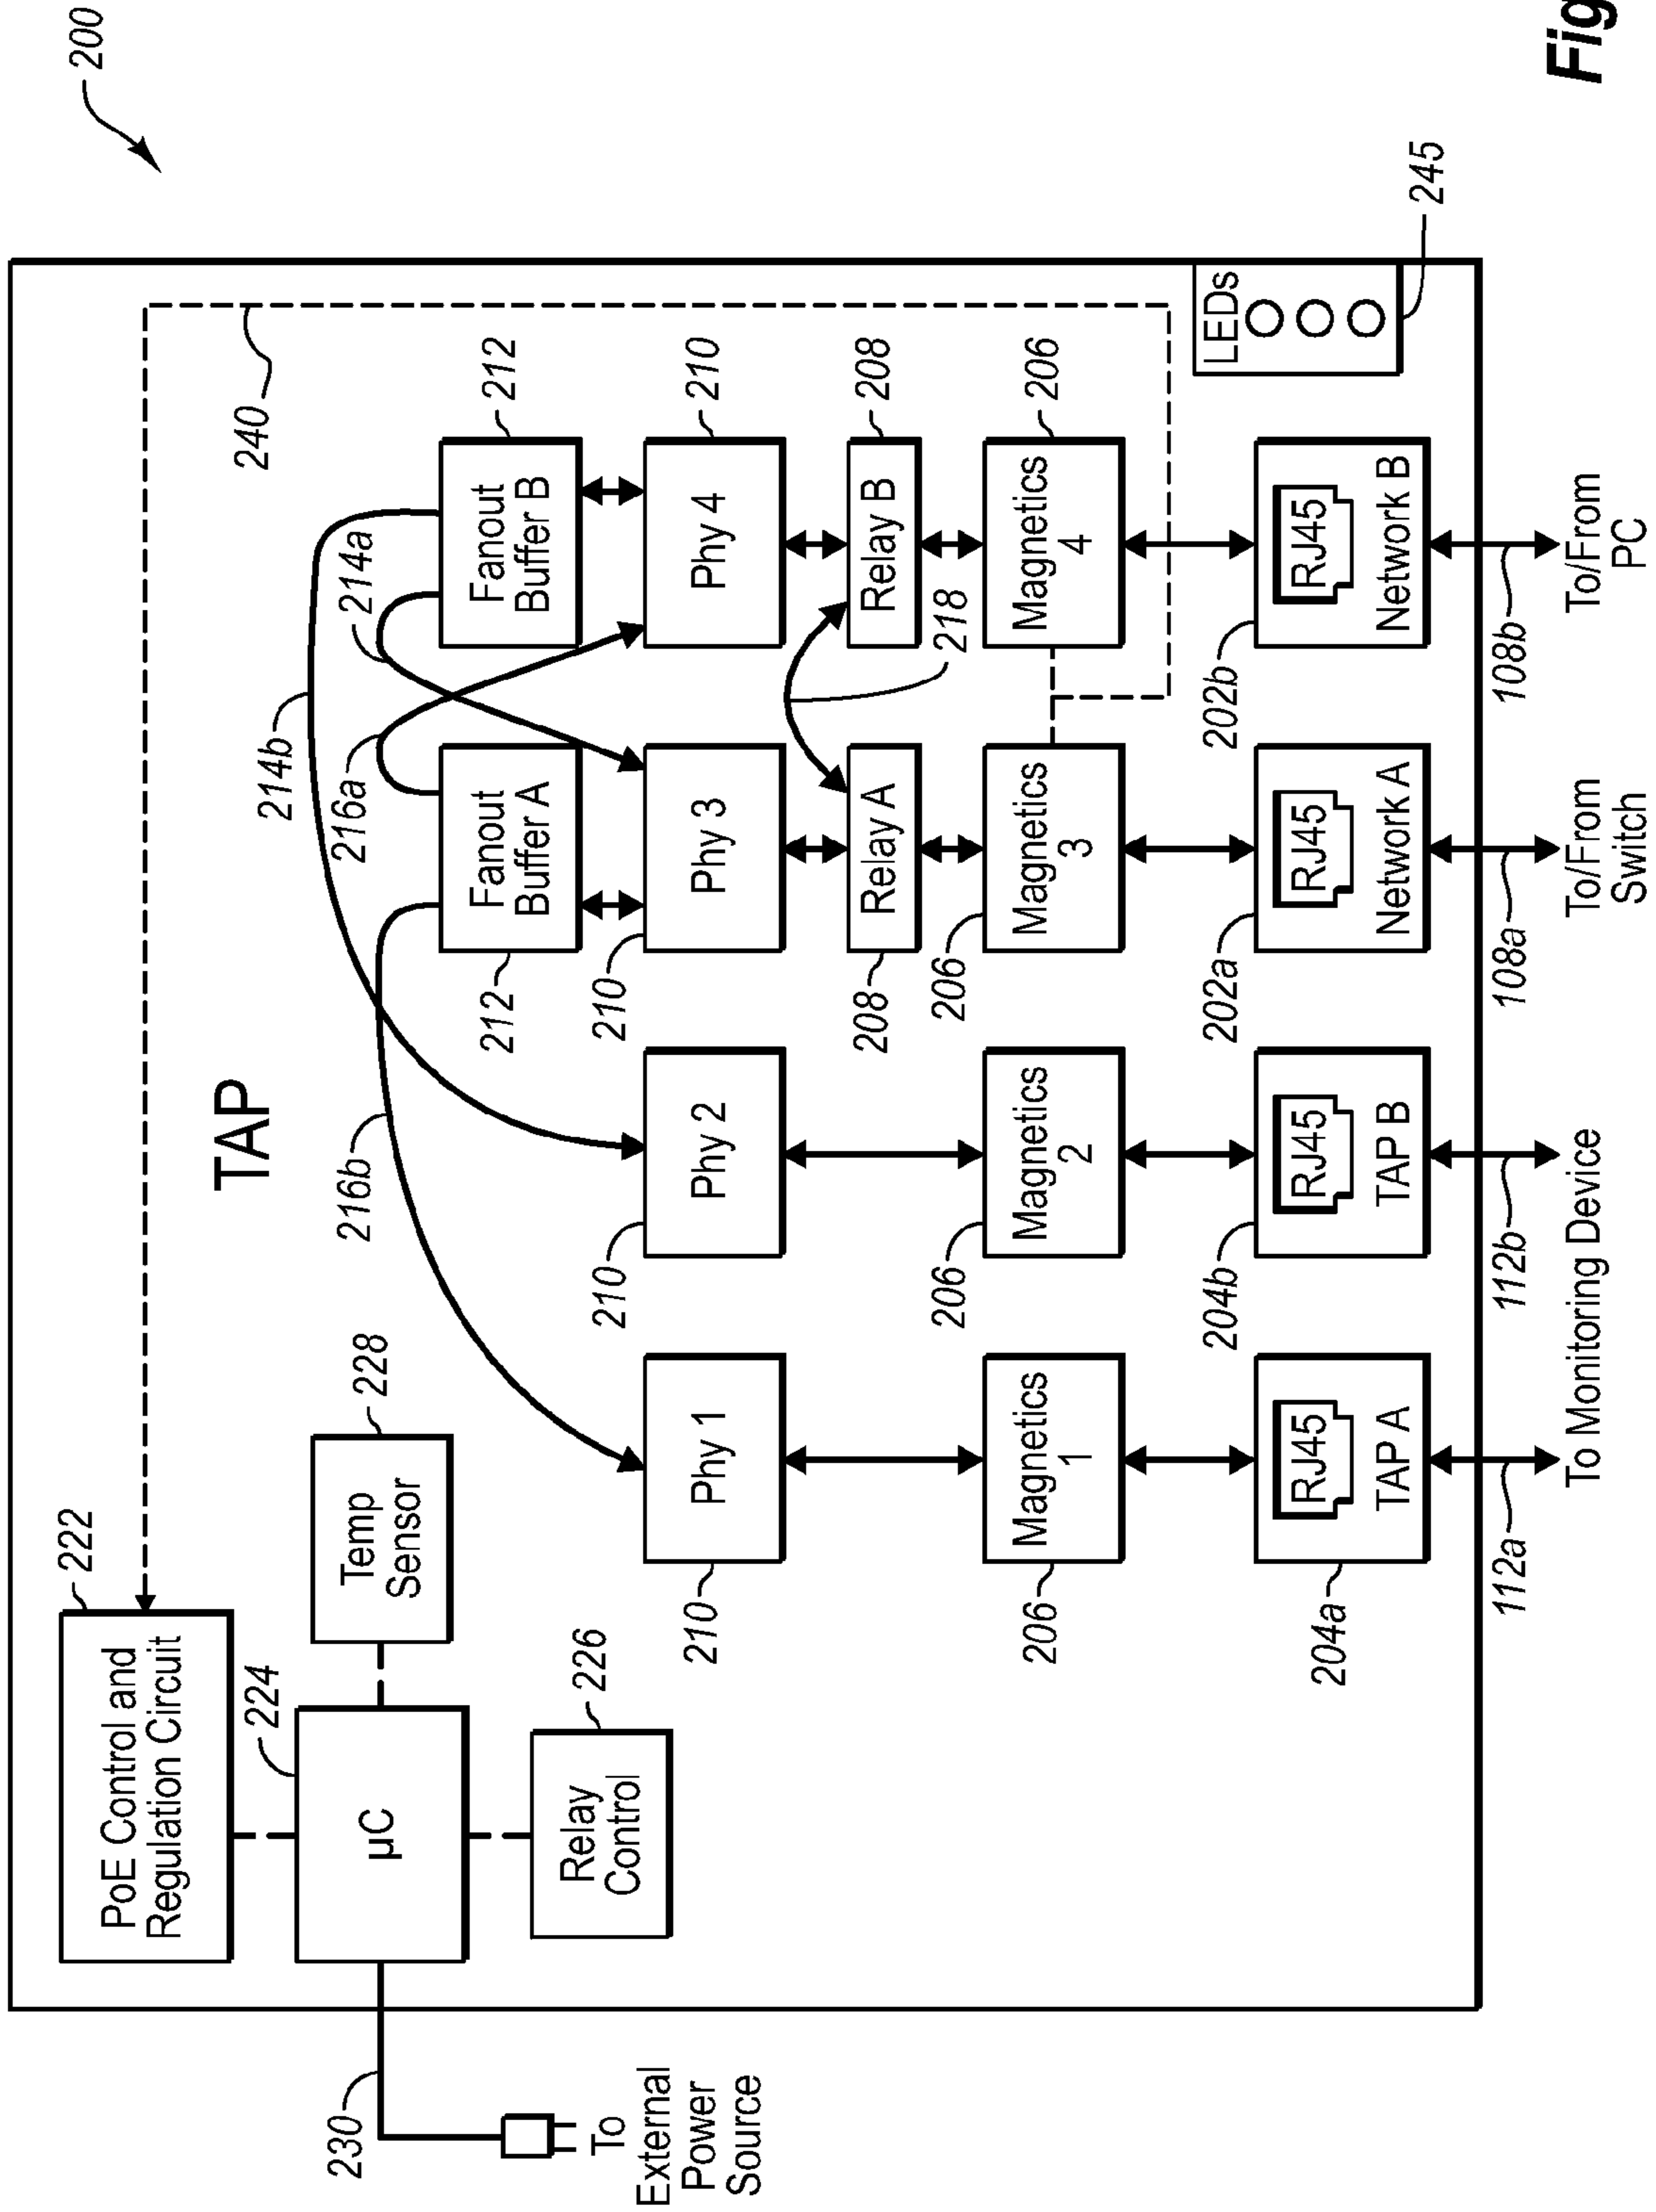 200
PoE Control and
Regulation Circuit
222
240
224
µC
Temp
Sensor
228
TAP
230
To
External
Power
Source
Relay
Control
226
214b
214a
216a
216b
Fanout
Buffer A
212
Fanout
Buffer B
212
Phy 1
210
Phy 2
210
Phy 3
210
Phy 4
210
Relay A
208
Relay B
208
218
Magnetics
1
206
Magnetics
2
206
Magnetics
3
206
Magnetics
4
206
RJ45
TAP A
204a
RJ45
TAP B
204b
RJ45
Network A
202a
RJ45
Network B
202b
LEDs
245
112a
112b
108a
108b
To Monitoring Device
To/From
Switch
To/From
PC
Fig